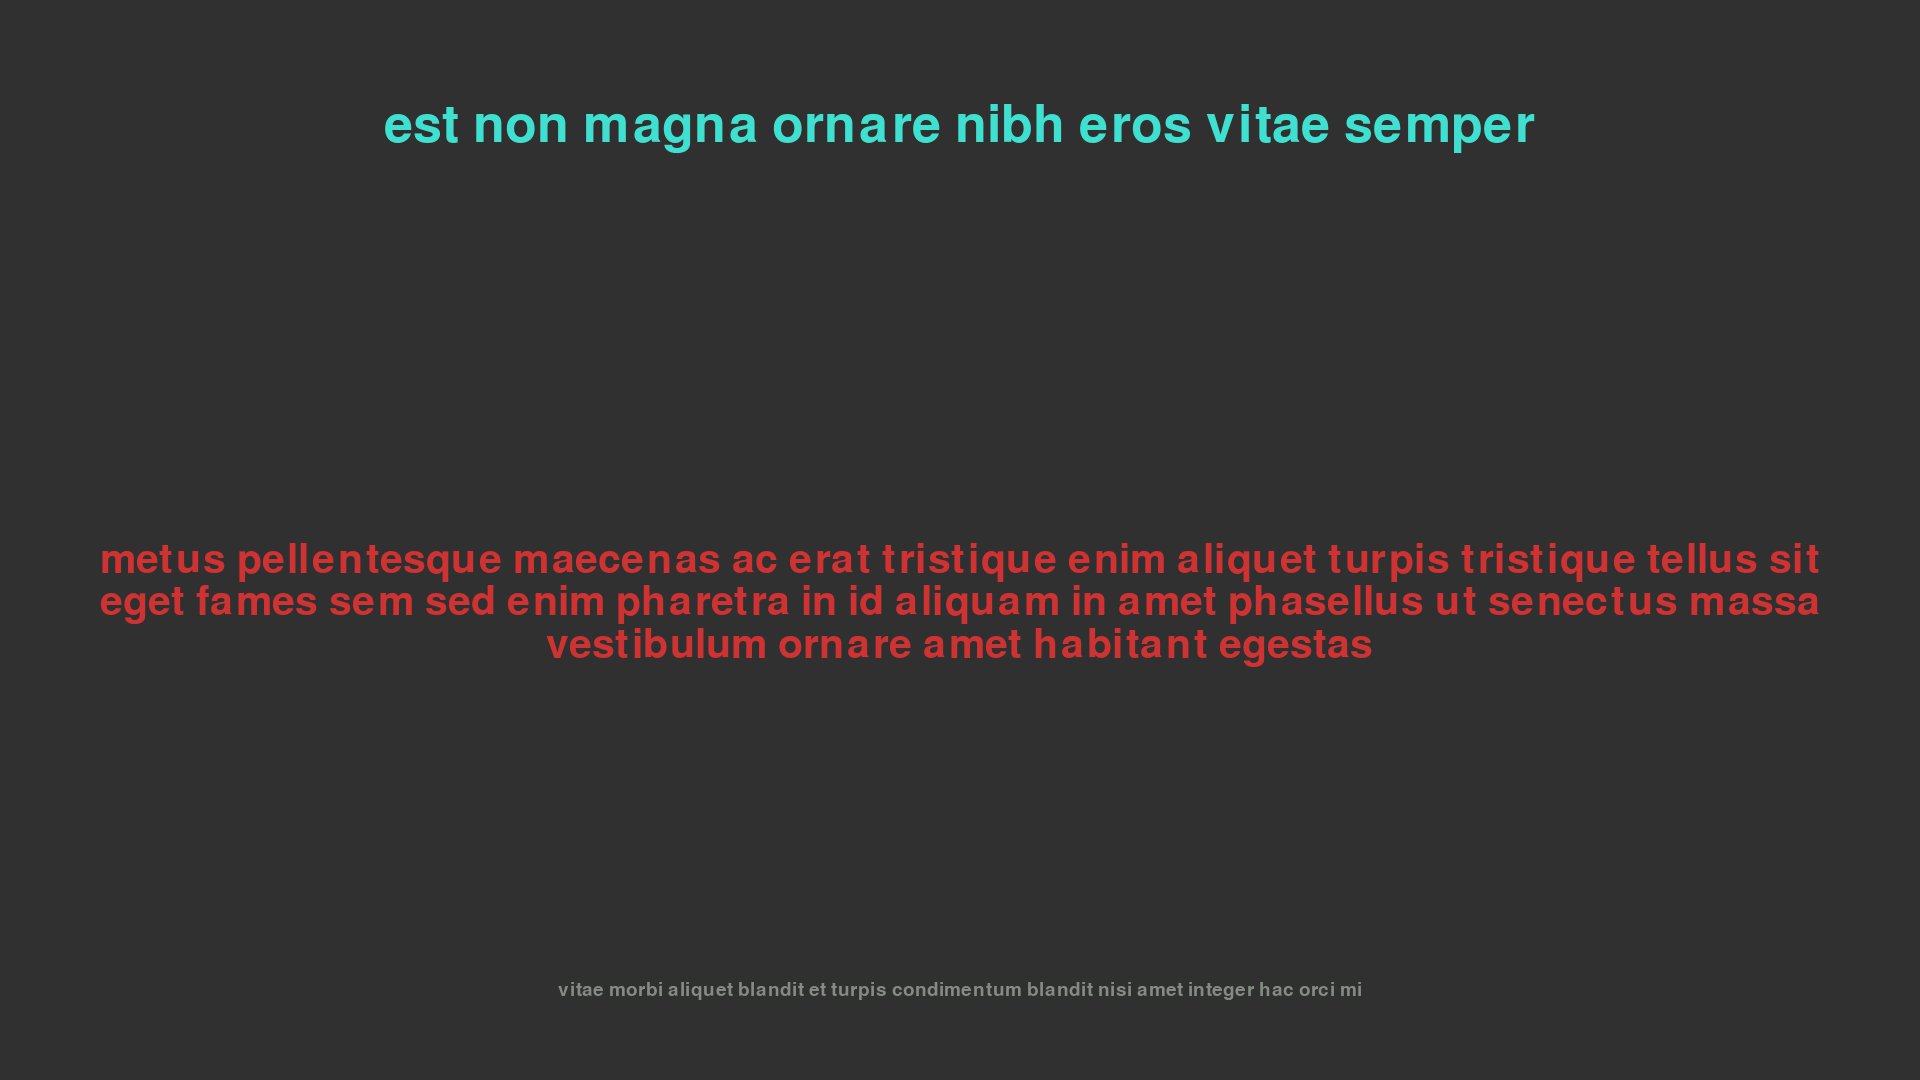 est non magna ornare nibh eros vitae semper
metus pellentesque maecenas ac erat tristique enim aliquet turpis tristique tellus sit
eget fames sem sed enim pharetra in id aliquam in amet phasellus ut senectus massa
vestibulum ornare amet habitant egestas
vitae morbi aliquet blandit et turpis condimentum blandit nisi amet integer hac orci mi